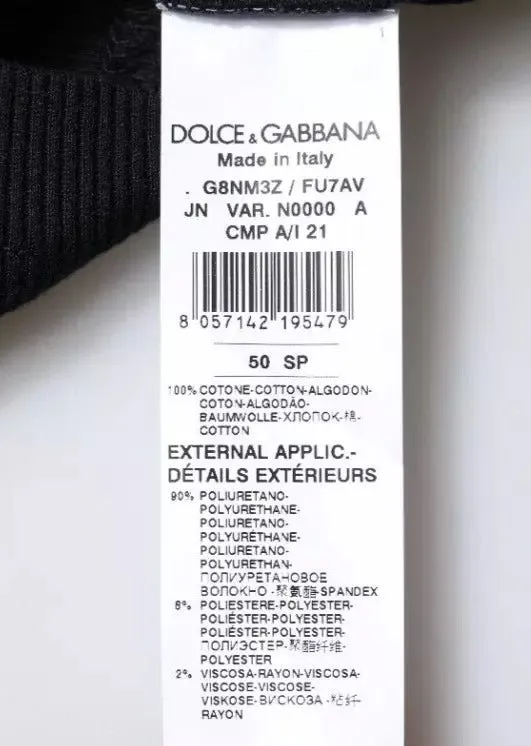 DOLCE & GABBANA
Made in Italy
. G8NM3Z / FU7AV
JN VAR. N0000 A
CMP A/I 21
8 057142 195479
50 SP
100% COTONE-COTTON-ALGODON-
COTON-ALGODÃO-
BAUMWOLLE-ХЛОПОК-棉-
COTTON
EXTERNAL APPLIC.-
DÉTAILS EXTÉRIEURS
90% POLIURETANO-
POLYURETHANE-
POLIURETANO-
POLYURÉTHANE-
POLIURETANO-
POLYURETHAN-
ПОЛИУРЕТАНОВОЕ
ВОЛОКНО-聚氨酯-SPANDEX
8% POLIESTERE-POLYESTER-
POLIÉSTER-POLYESTER-
POLIÉSTER-POLYESTER-
ПОЛИЭСТЕР-聚酯纤维-
POLYESTER
2% VISCOSA-RAYON-VISCOSA-
VISCOSE-VISCOSE-
VISKOSE-ВИСКОЗА-粘纤-
RAYON